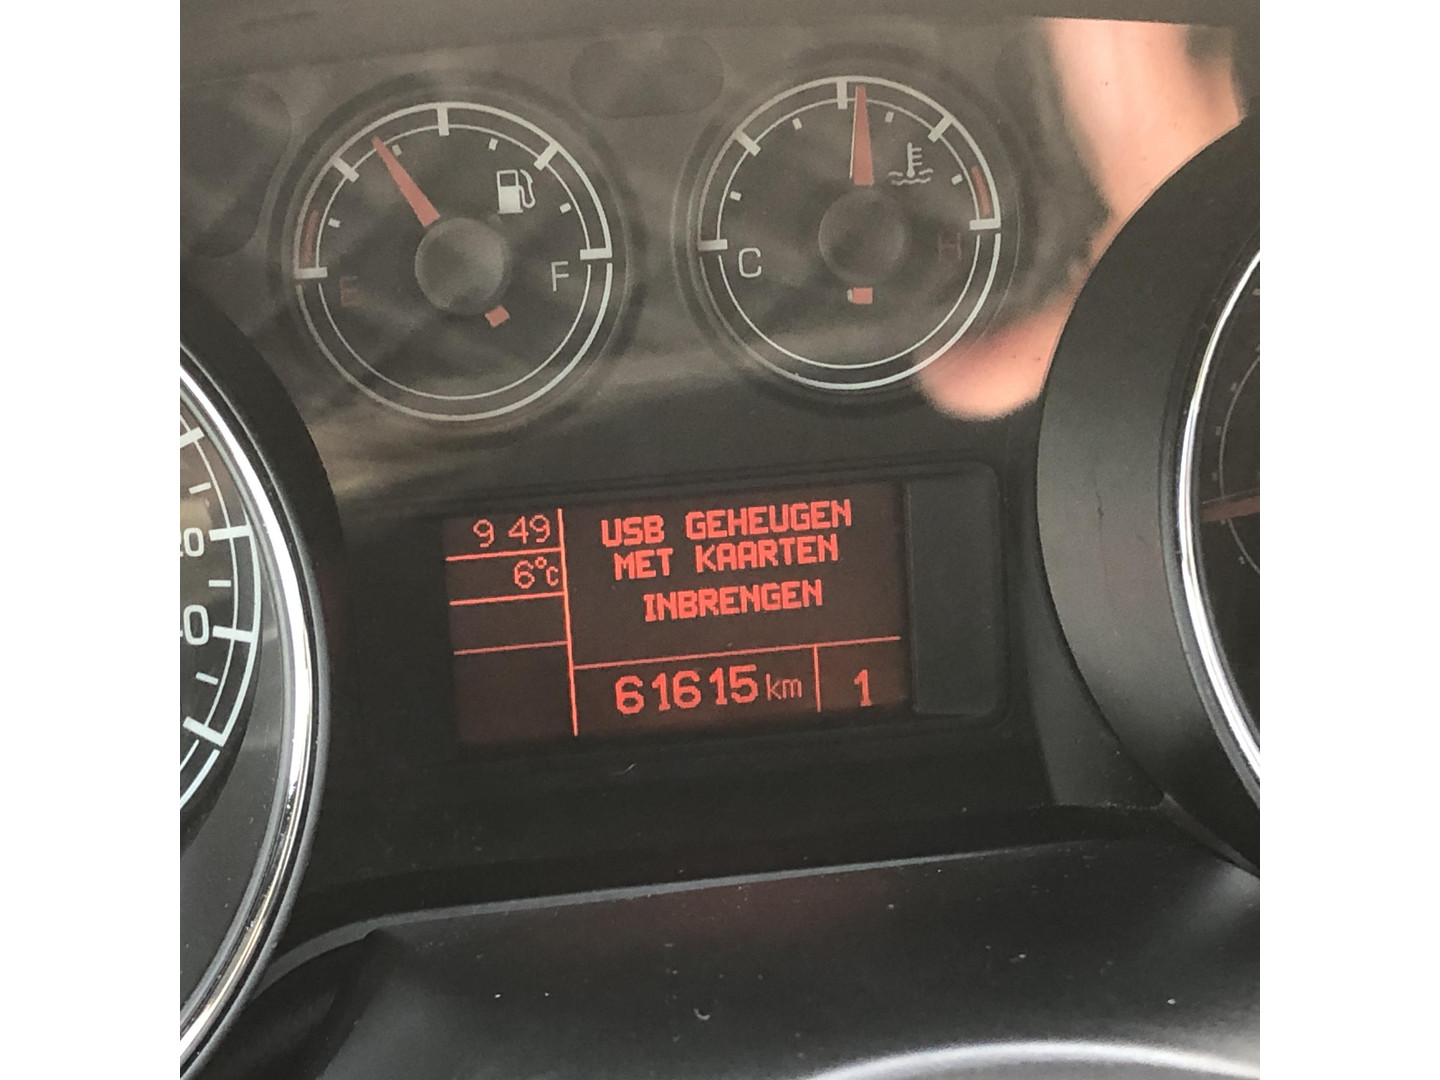 E
F
C
H
9 49
6°C
USB GEHEUGEN
MET KAARTEN
INBRENGEN
61615 km
1